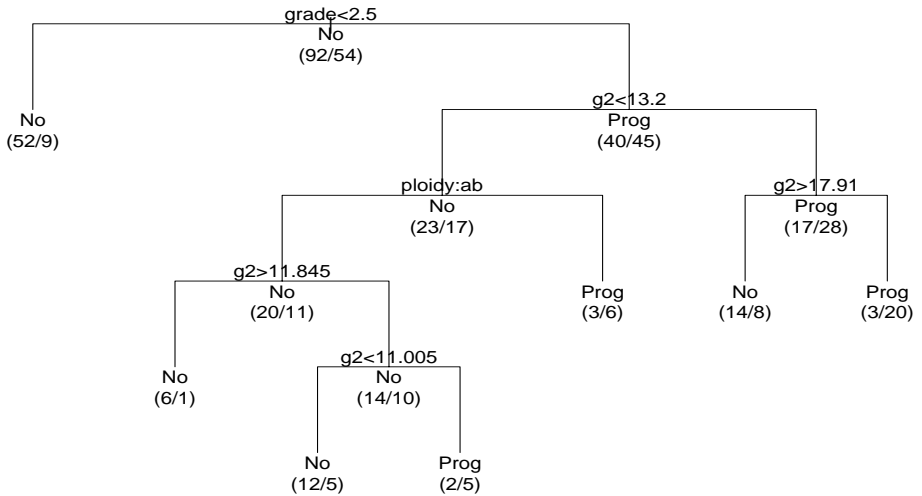 grade<2.5
No
(92/54)
No
(52/9)
g2<13.2
Prog
(40/45)
ploidy:ab
No
(23/17)
g2>17.91
Prog
(17/28)
g2>11.845
No
(20/11)
Prog
(3/6)
No
(14/8)
Prog
(3/20)
No
(6/1)
g2<11.005
No
(14/10)
No
(12/5)
Prog
(2/5)